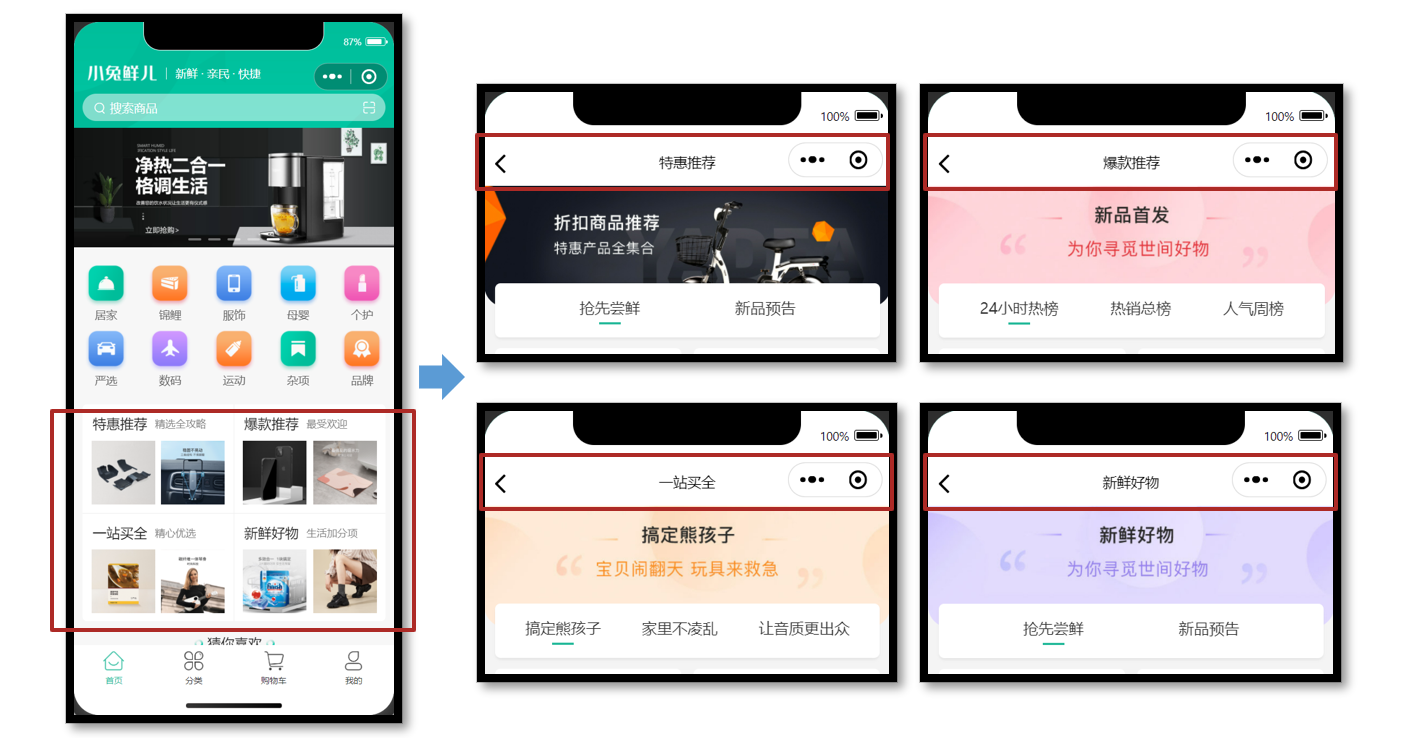 87%
小兔鲜儿 新鲜·亲民·快捷
搜索商品
净热二合一
格调生活
立即抢购>
居家 锦鲤 服饰 母婴 个护
严选 数码 运动 杂项 品牌
特惠推荐 精选全攻略 爆款推荐 最受欢迎
一站买全 精心优选 新鲜好物 生活加分项
猜你喜欢
首页 分类 购物车 我的
100%
特惠推荐
折扣商品推荐
特惠产品全集合
抢先尝鲜 新品预告
100%
爆款推荐
新品首发
为你寻觅世间好物
24小时热榜 热销总榜 人气周榜
100%
一站买全
搞定熊孩子
宝贝闹翻天 玩具来救急
搞定熊孩子 家里不凌乱 让音质更出众
100%
新鲜好物
新鲜好物
为你寻觅世间好物
抢先尝鲜 新品预告